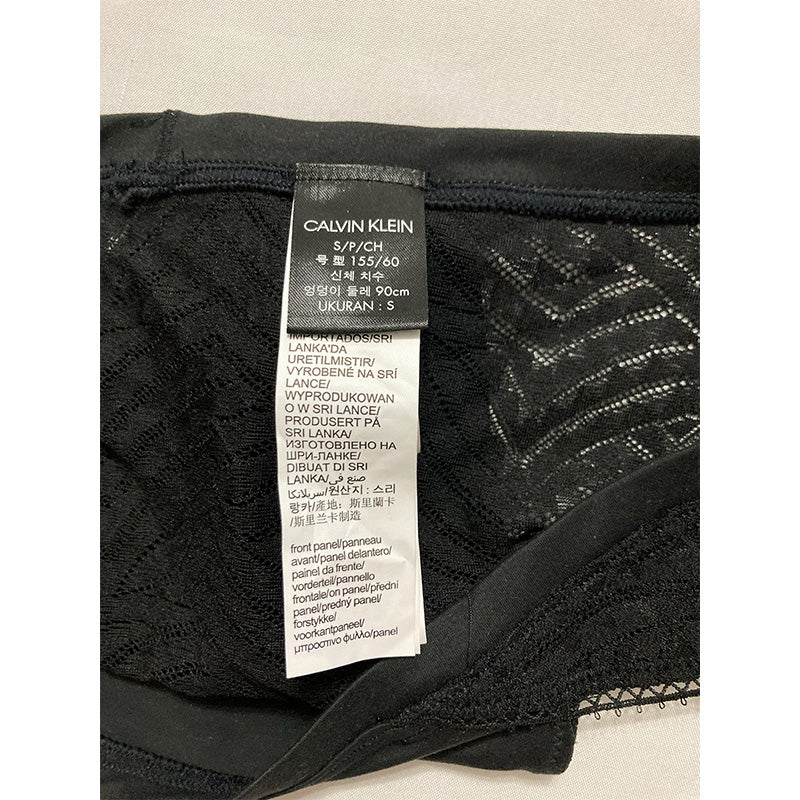 CALVIN KLEIN
S/P/CH
号型 155/60
신체 치수
엉덩이 둘레 90cm
UKURAN : S
IMPORTADOS/SRI
LANKA'DA
URETILMISTIR/
VYROBENÉ NA SRÍ
LANCE/
WYPRODUKOWAN
O W SRI LANCE/
PRODUSERT PÅ
SRI LANKA/
ИЗГОТОВЛЕНО НА
ШРИ-ЛАНКЕ/
DIBUAT DI SRI
LANKA/صنع في
سريلانكا/원산지 : 스리
랑카/產地：斯里蘭卡
/斯里兰卡制造
front panel/panneau
avant/panel delantero/
painel da frente/
vorderteil/pannello
frontale/on panel/přední
panel/predný panel/
forstykke/
voorkantpaneel/
μπροστινο φυλλο/panel